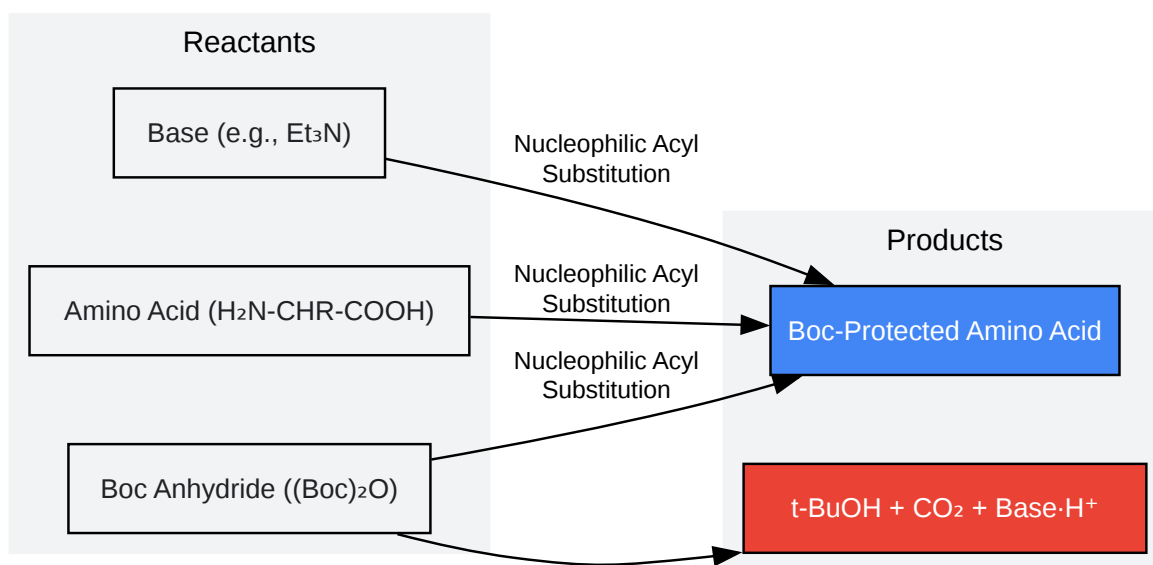 Reactants
Base (e.g., Et₃N)
Nucleophilic Acyl
Substitution
Products
Amino Acid (H₂N-CHR-COOH)
Nucleophilic Acyl
Substitution
Boc-Protected Amino Acid
Nucleophilic Acyl
Substitution
Boc Anhydride ((Boc)₂O)
t-BuOH + CO₂ + Base·H⁺